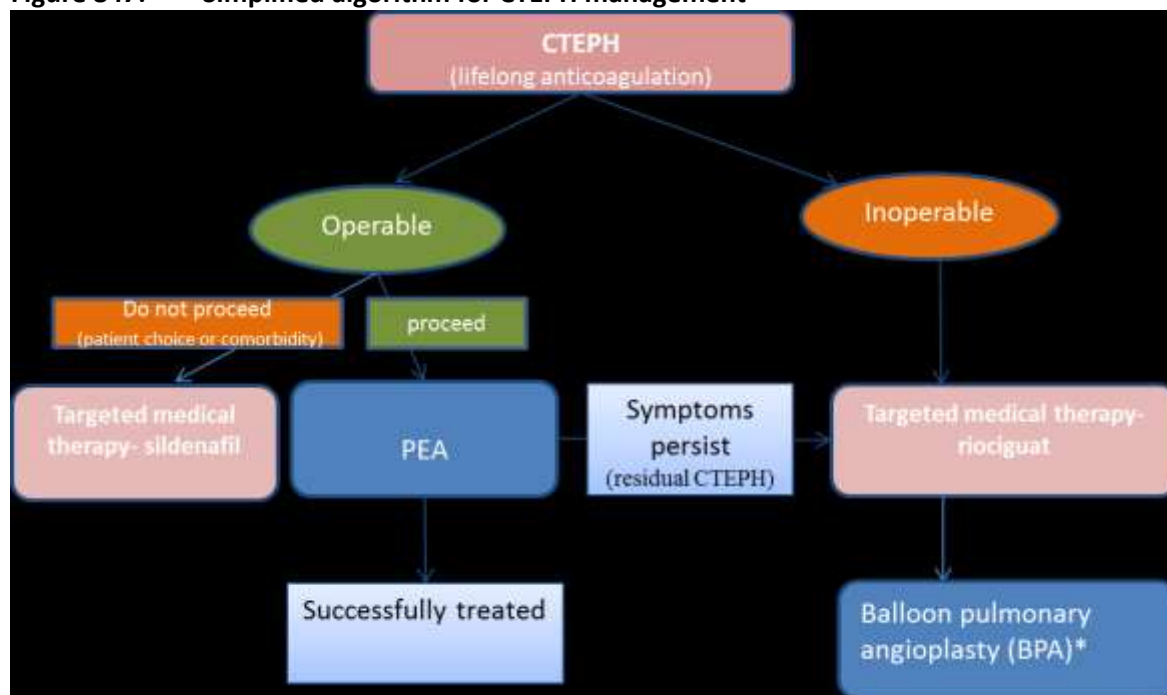 CTEPH
(lifelong anticoagulation)
Operable
Inoperable
Do not proceed
(patient choice or comorbidity)
proceed
Targeted medical
therapy- sildenafil
PEA
Symptoms
persist
(residual CTEPH)
Targeted medical therapy-
riociguat
Successfully treated
Balloon pulmonary
angioplasty (BPA)*